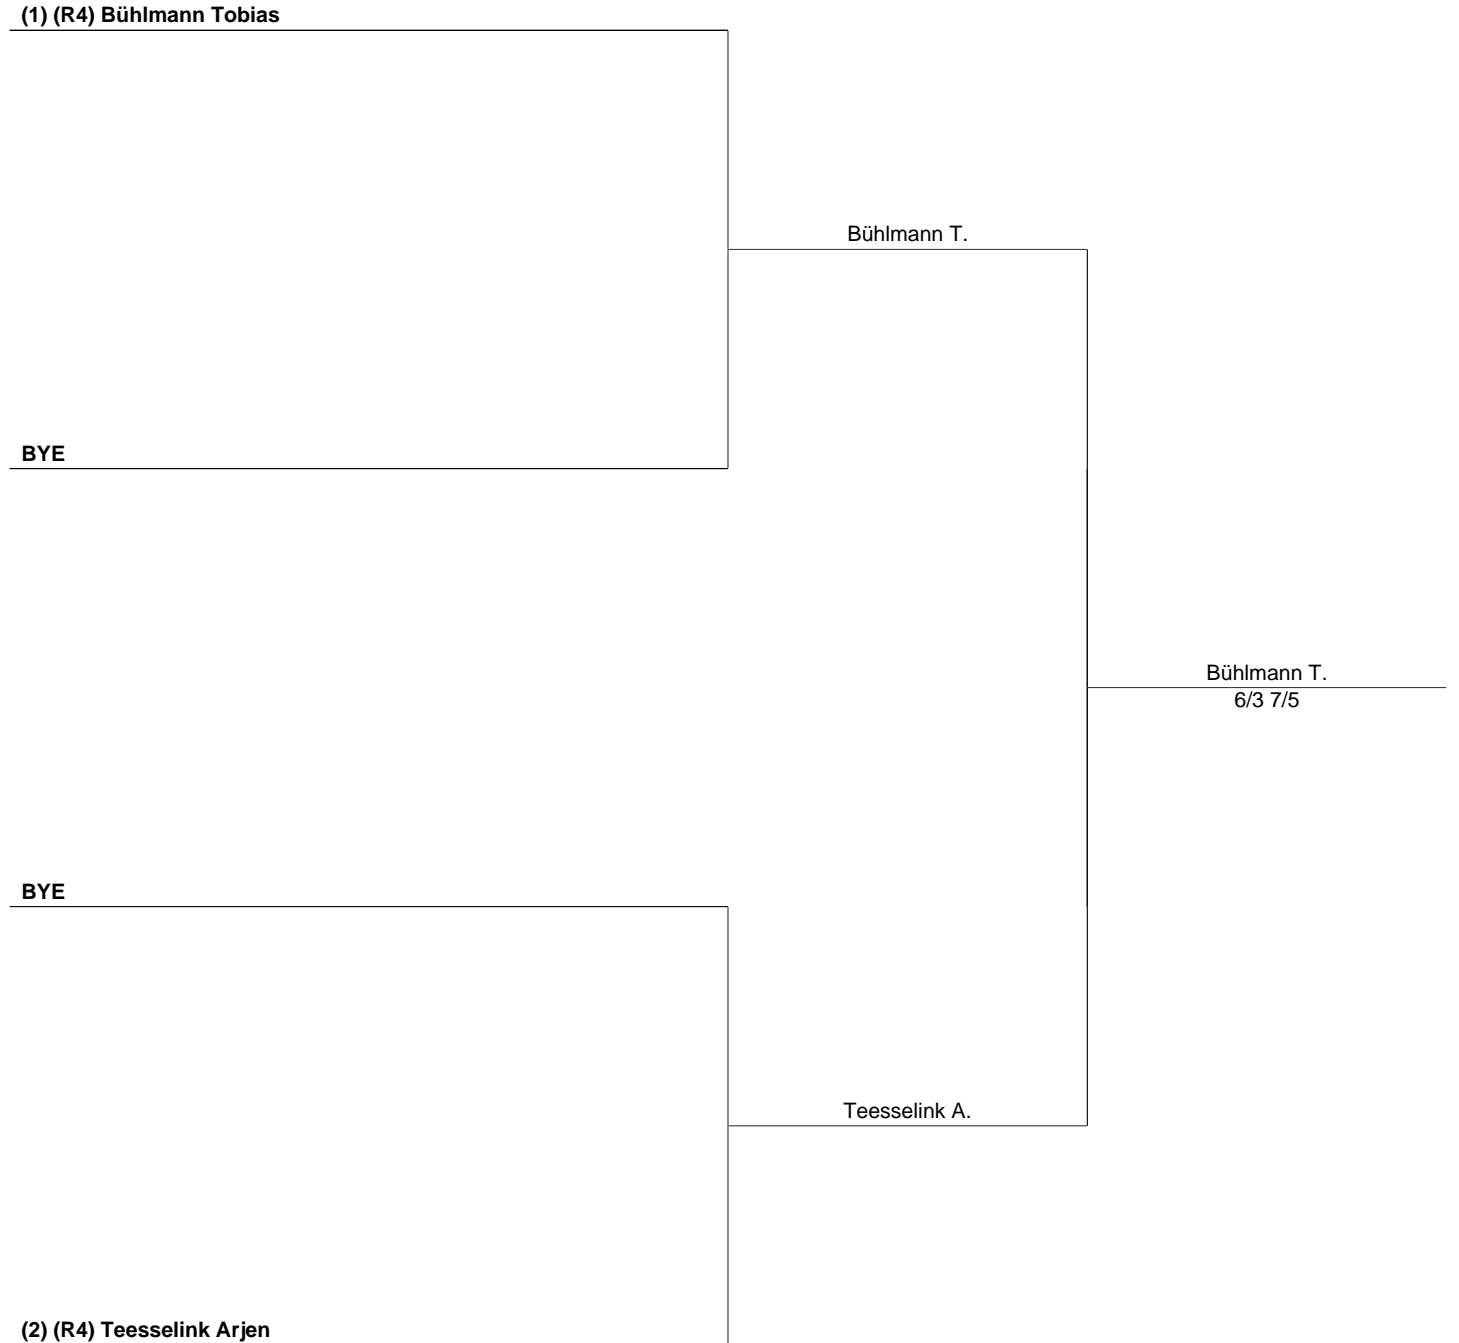 (1) (R4) Bühlmann Tobias
Bühlmann T.
BYE
Bühlmann T.
6/3 7/5
BYE
Teesselink A.
(2) (R4) Teesselink Arjen